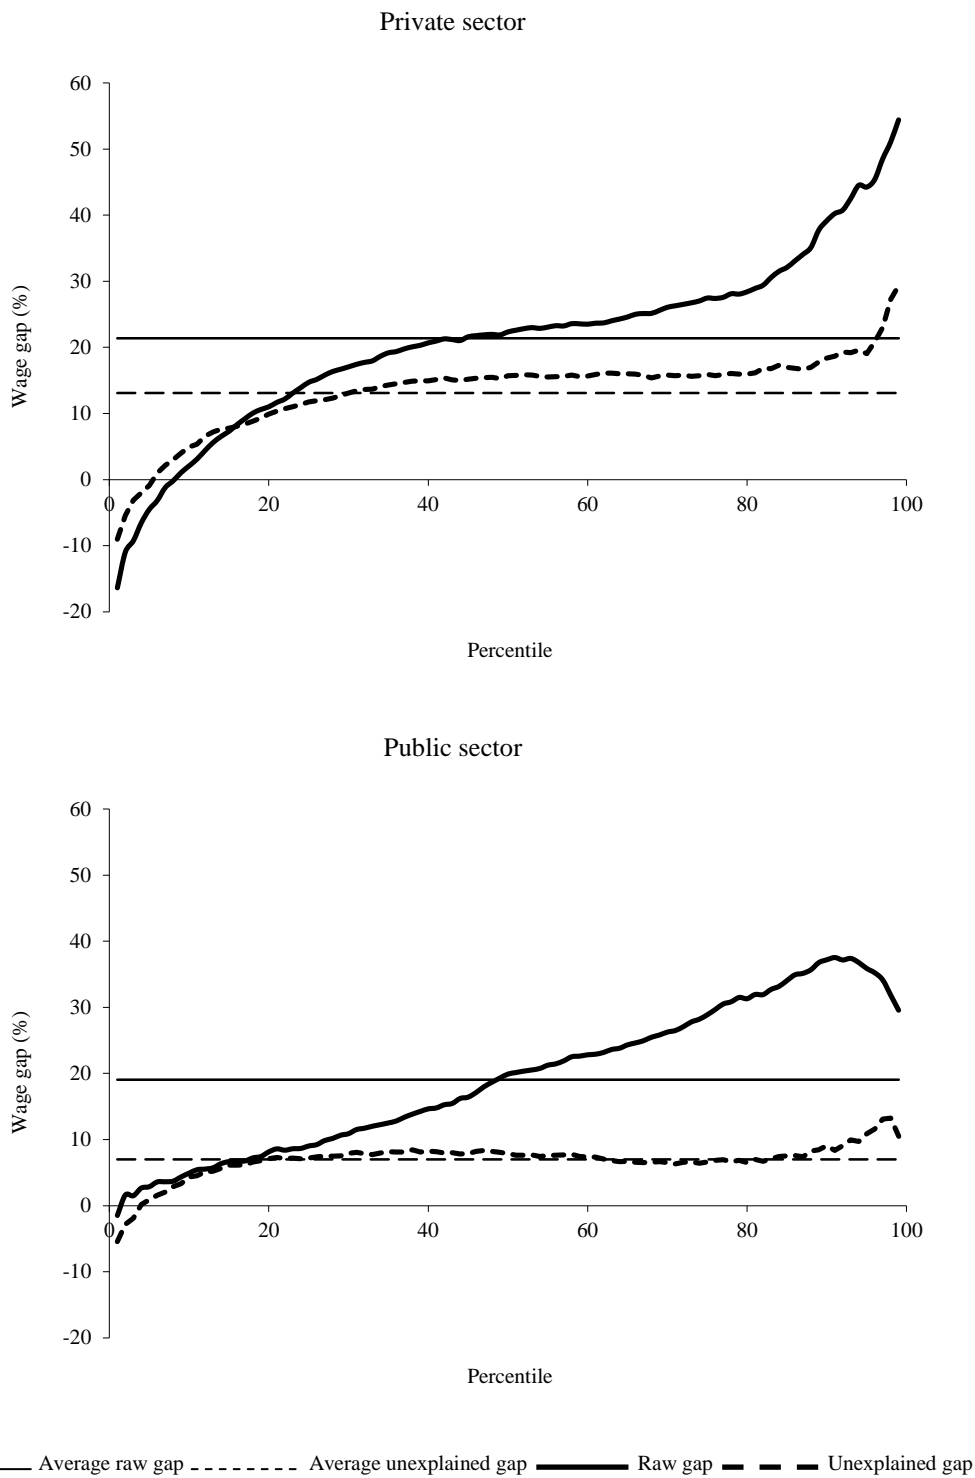 Private sector
60
50
40
30
20
10
0
-10
-20
Wage gap (%)
0 20 40 60 80 100
Percentile
Public sector
60
50
40
30
20
10
0
-10
-20
Wage gap (%)
0 20 40 60 80 100
Percentile
Average raw gap Average unexplained gap Raw gap Unexplained gap